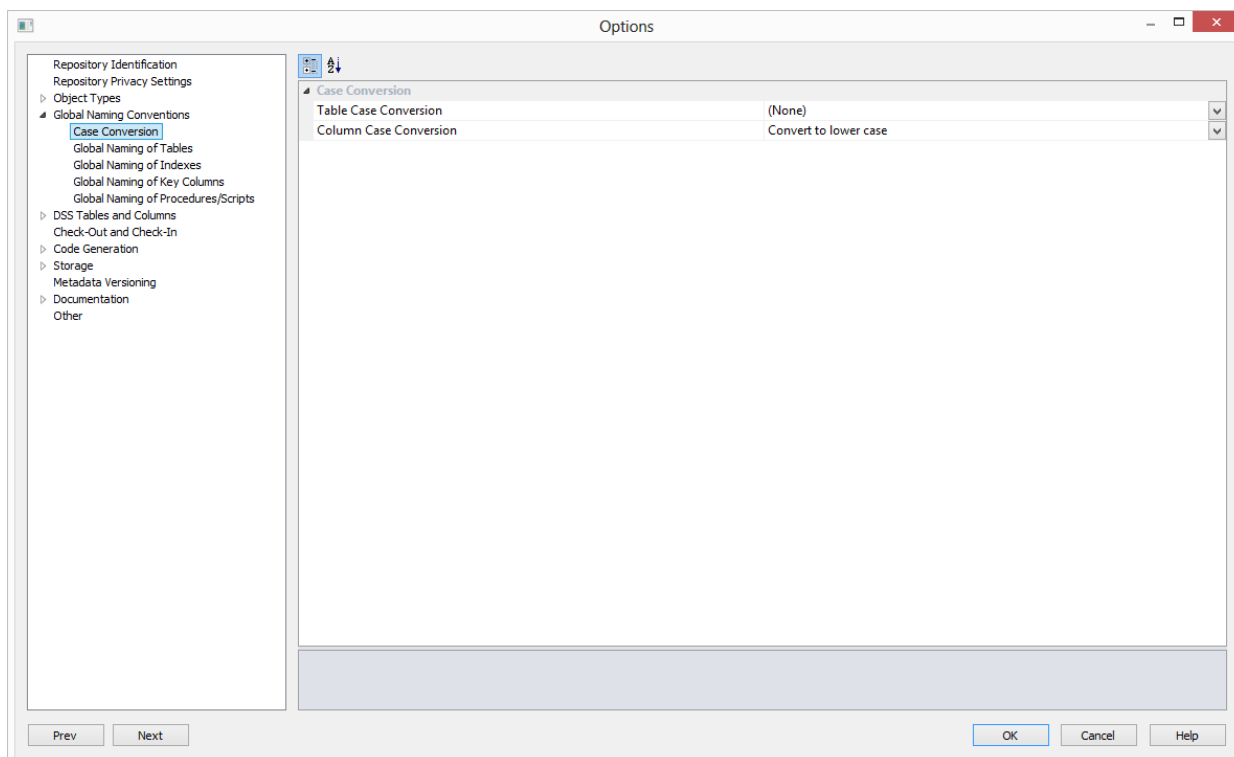 Options
Repository Identification
Repository Privacy Settings
Object Types
Global Naming Conventions
Case Conversion
Global Naming of Tables
Global Naming of Indexes
Global Naming of Key Columns
Global Naming of Procedures/Scripts
DSS Tables and Columns
Check-Out and Check-In
Code Generation
Storage
Metadata Versioning
Documentation
Other
Case Conversion
Table Case Conversion (None)
Column Case Conversion Convert to lower case
Prev Next OK Cancel Help